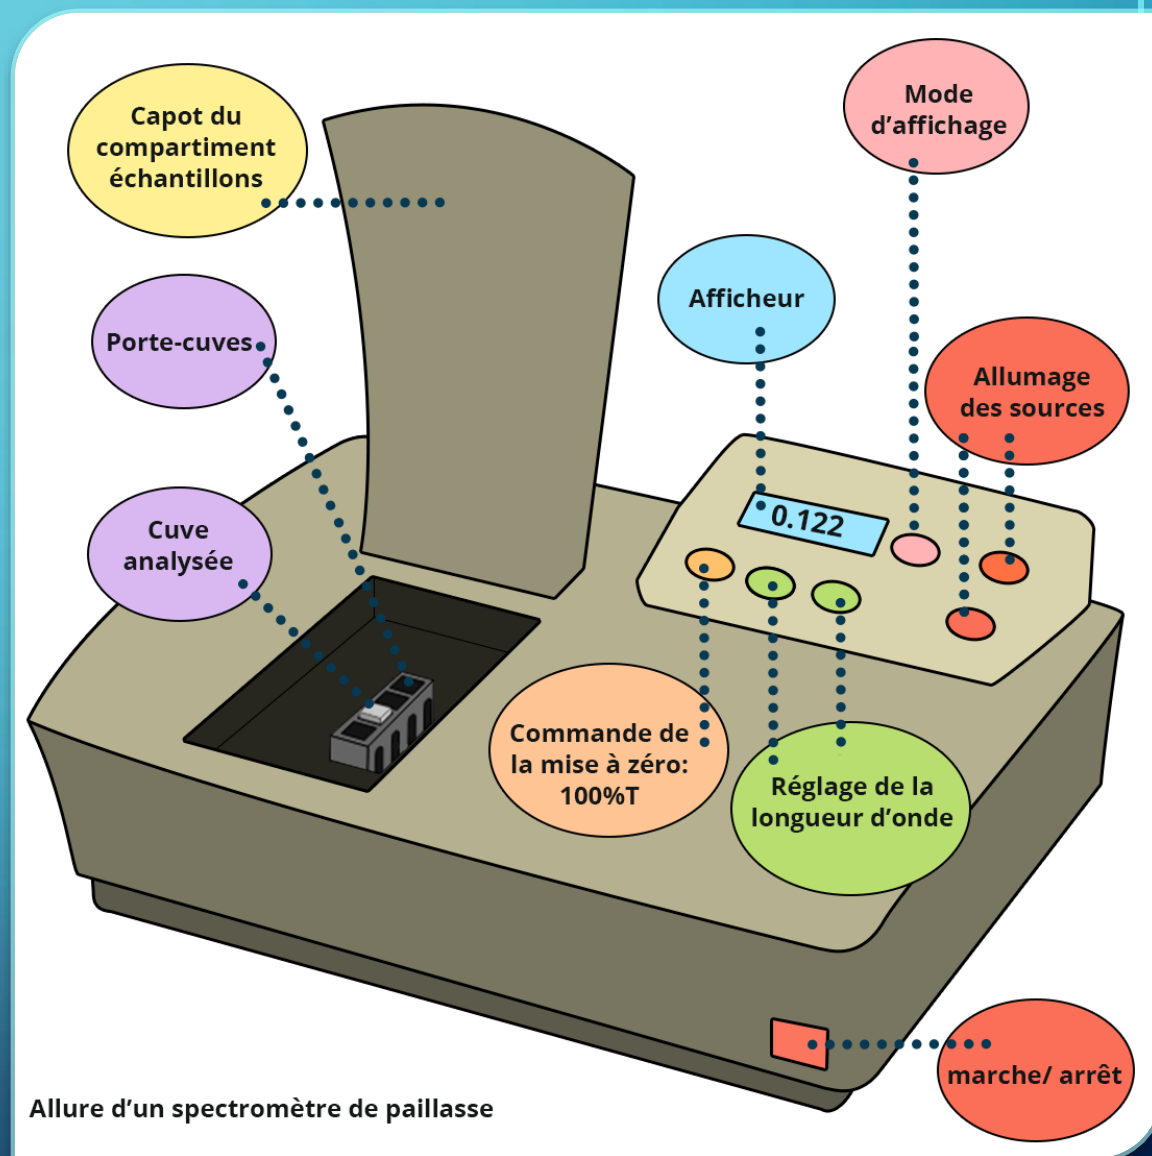 Capot du
compartiment
échantillons
Mode
d’affichage
Afficheur
Porte-cuves
Allumage
des sources
Cuve
analysée
0.122
Commande de
la mise à zéro:
100%T
Réglage de la
longueur d’onde
marche/ arrêt
Allure d’un spectromètre de paillasse